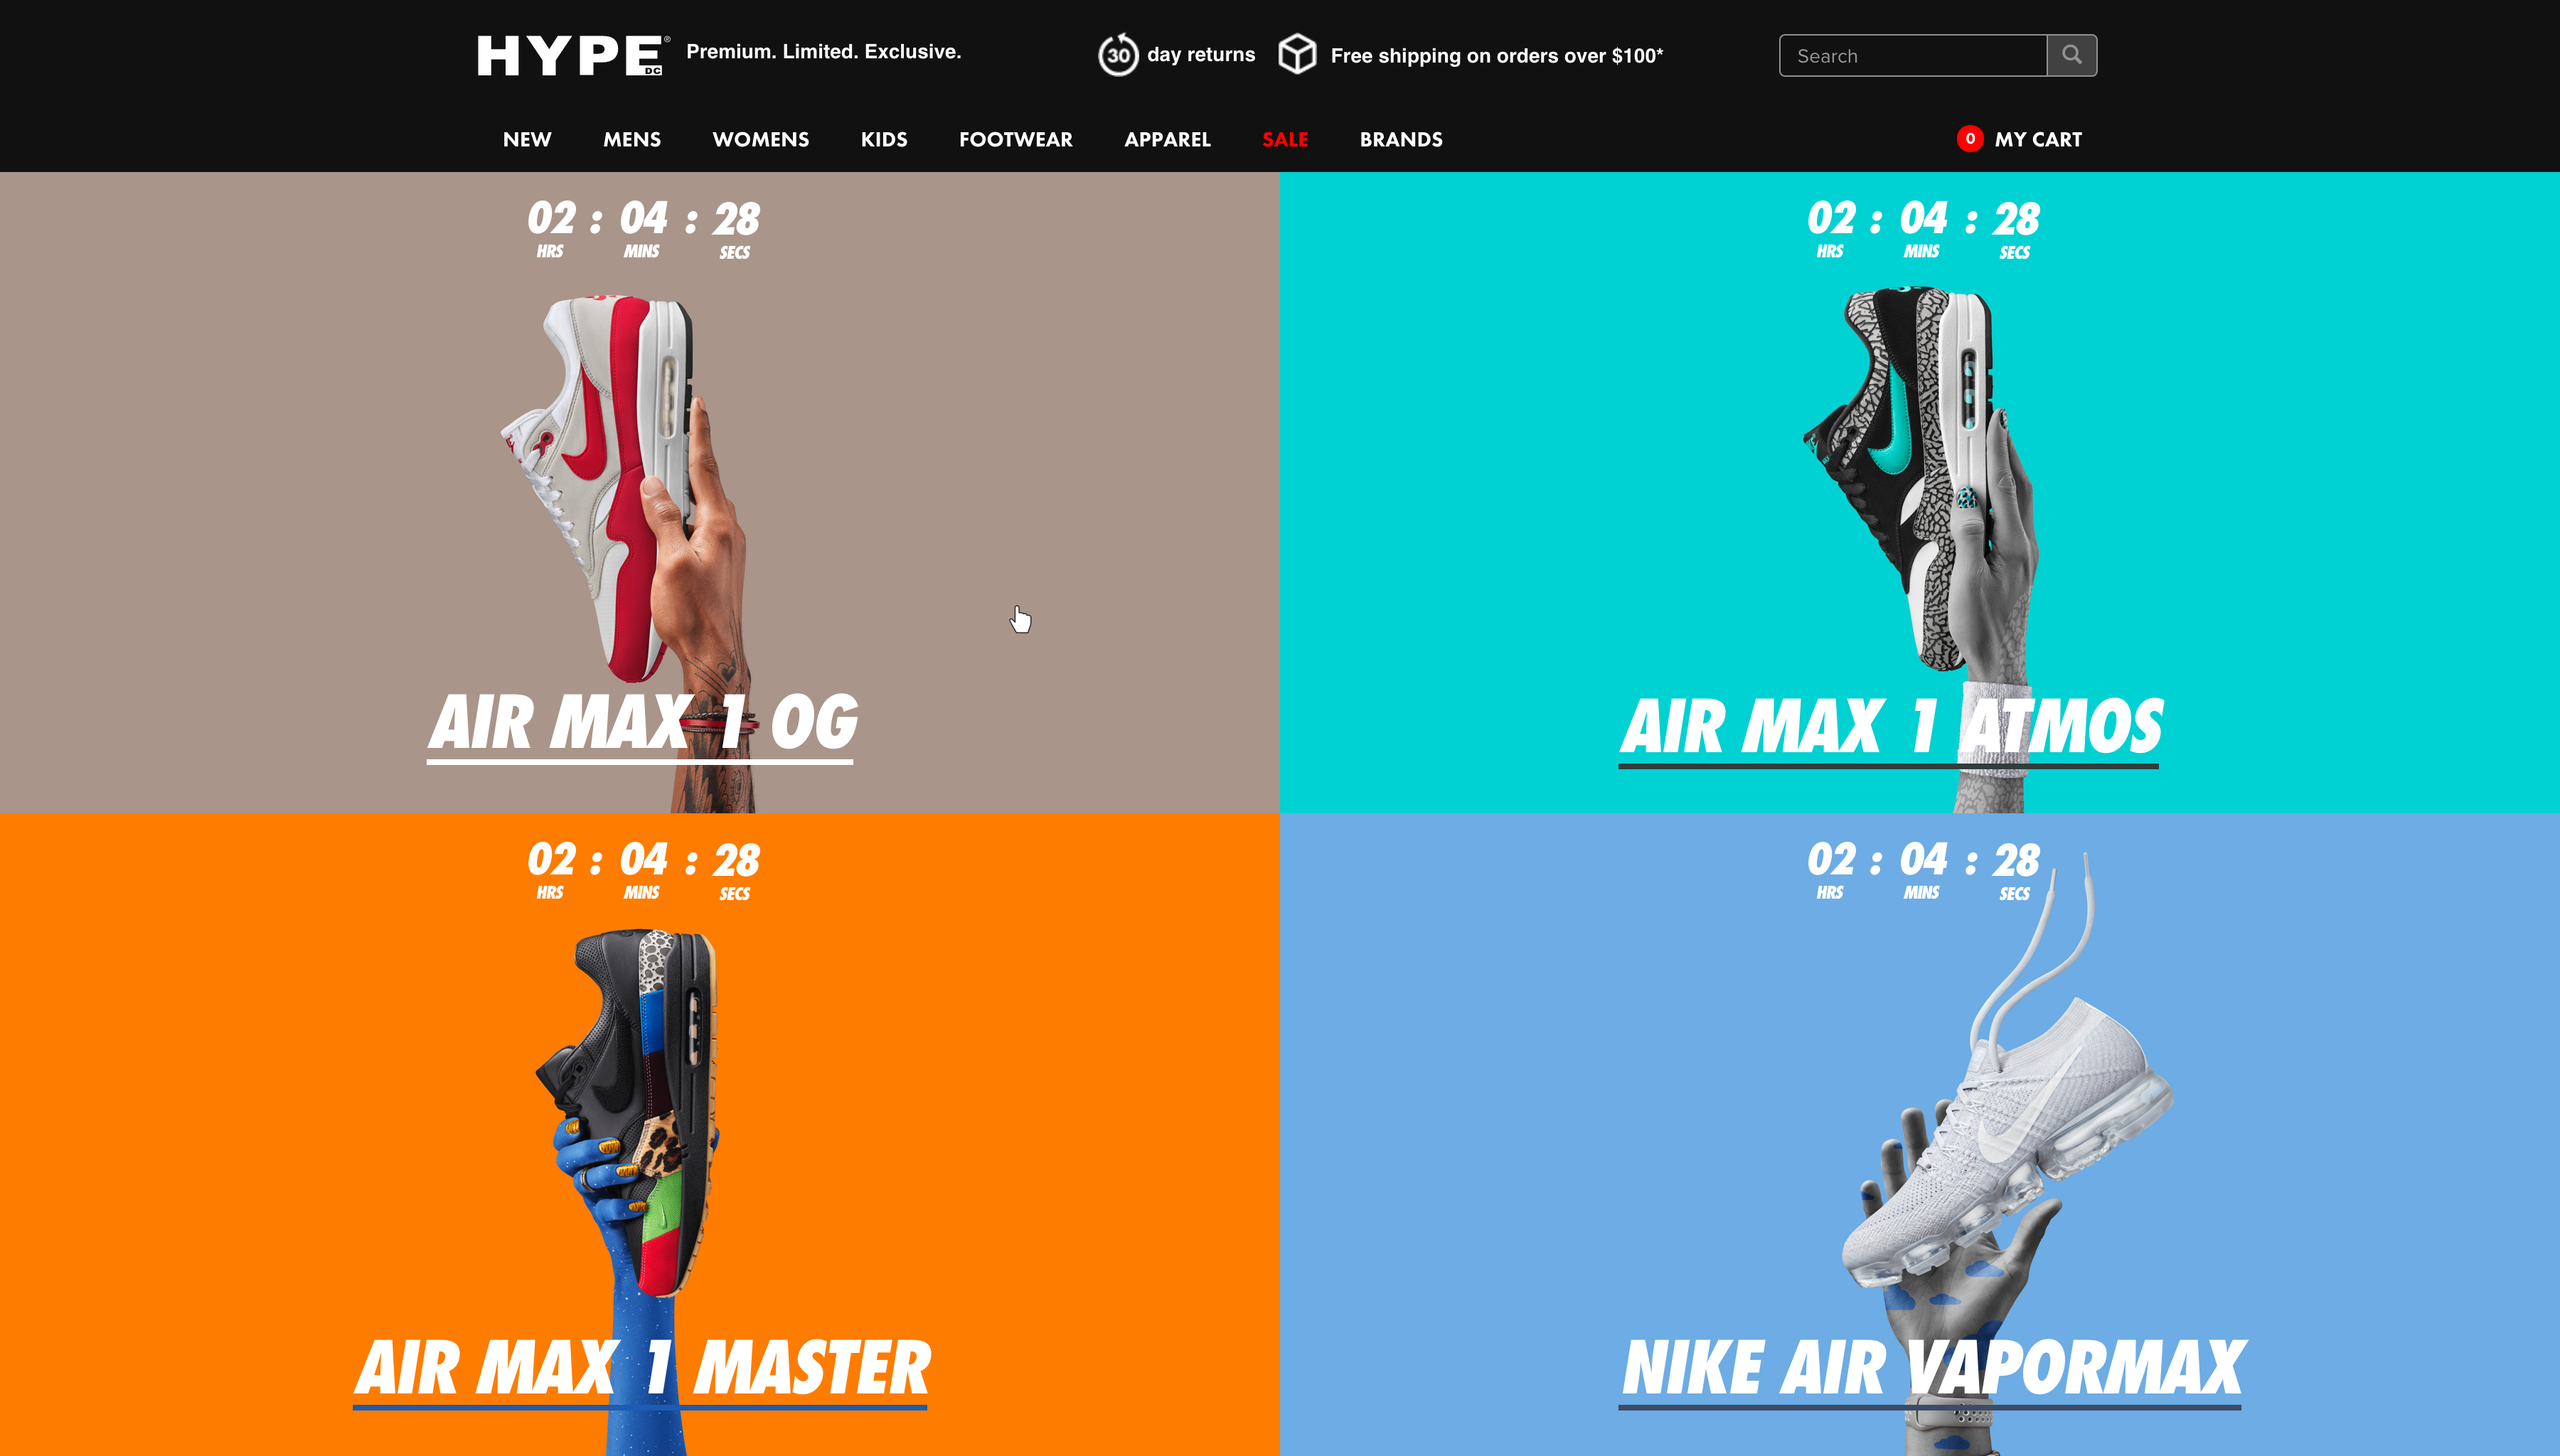 HYPE DC® Premium. Limited. Exclusive. 30 day returns Free shipping on orders over $100* Search
NEW MENS WOMENS KIDS FOOTWEAR APPAREL SALE BRANDS 0 MY CART
02 : 04 : 28
HRS MINS SECS
AIR MAX 1 OG
02 : 04 : 28
HRS MINS SECS
AIR MAX 1 ATMOS
02 : 04 : 28
HRS MINS SECS
AIR MAX 1 MASTER
02 : 04 : 28
HRS MINS SECS
NIKE AIR VAPORMAX